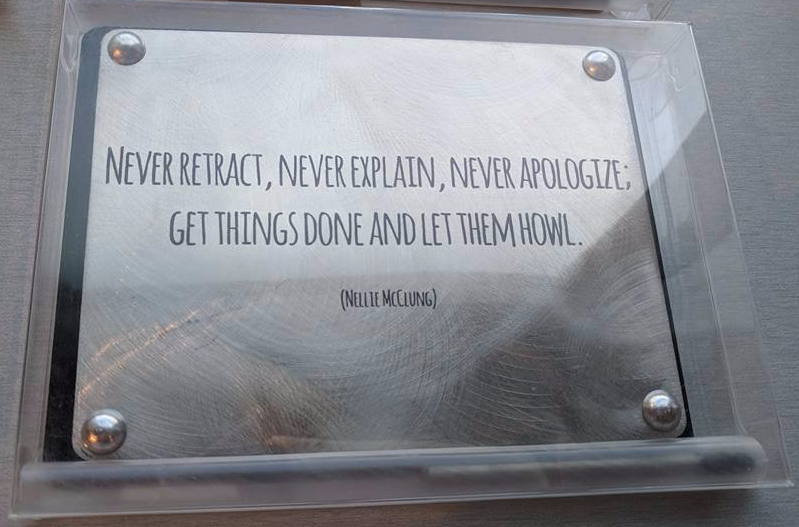 Never retract, never explain, never apologize;
get things done and let them howl.
(Nellie McClung)